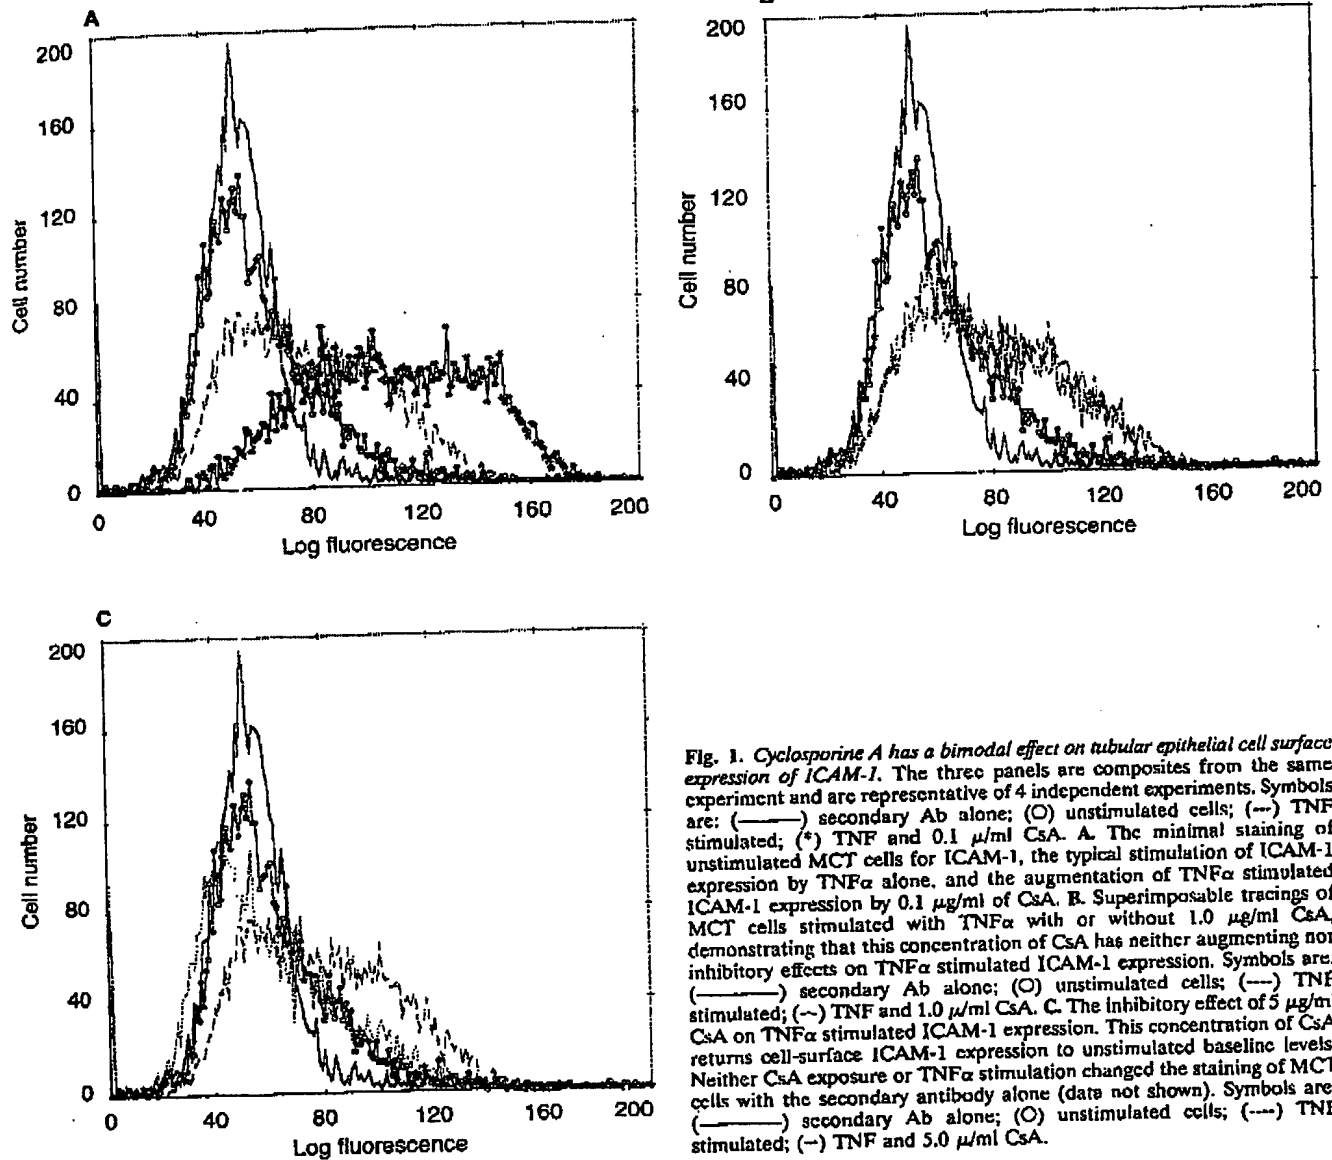 A
200
160
120
80
40
0
Cell number
0 40 80 120 160 200
Log fluorescence
200
160
120
80
40
0
Cell number
0 40 80 120 160 200
Log fluorescence
C
200
160
120
80
40
0
Cell number
0 40 80 120 160 200
Log fluorescence
Fig. 1. Cyclosporine A has a bimodal effect on tubular epithelial cell surface
expression of ICAM-1. The three panels are composites from the same
experiment and are representative of 4 independent experiments. Symbols
are: (———) secondary Ab alone; (O) unstimulated cells; (---) TNF
stimulated; (*) TNF and 0.1 μ/ml CsA. A. The minimal staining of
unstimulated MCT cells for ICAM-1, the typical stimulation of ICAM-1
expression by TNFα alone, and the augmentation of TNFα stimulated
ICAM-1 expression by 0.1 μg/ml of CsA. B. Superimposable tracings of
MCT cells stimulated with TNFα with or without 1.0 μg/ml CsA,
demonstrating that this concentration of CsA has neither augmenting nor
inhibitory effects on TNFα stimulated ICAM-1 expression. Symbols are:
(———) secondary Ab alone; (O) unstimulated cells; (----) TNF
stimulated; (–~) TNF and 1.0 μ/ml CsA. C. The inhibitory effect of 5 μg/ml
CsA on TNFα stimulated ICAM-1 expression. This concentration of CsA
returns cell-surface ICAM-1 expression to unstimulated baseline levels.
Neither CsA exposure or TNFα stimulation changed the staining of MCT
cells with the secondary antibody alone (data not shown). Symbols are:
(———) secondary Ab alone; (O) unstimulated cells; (----) TNF
stimulated; (–) TNF and 5.0 μ/ml CsA.